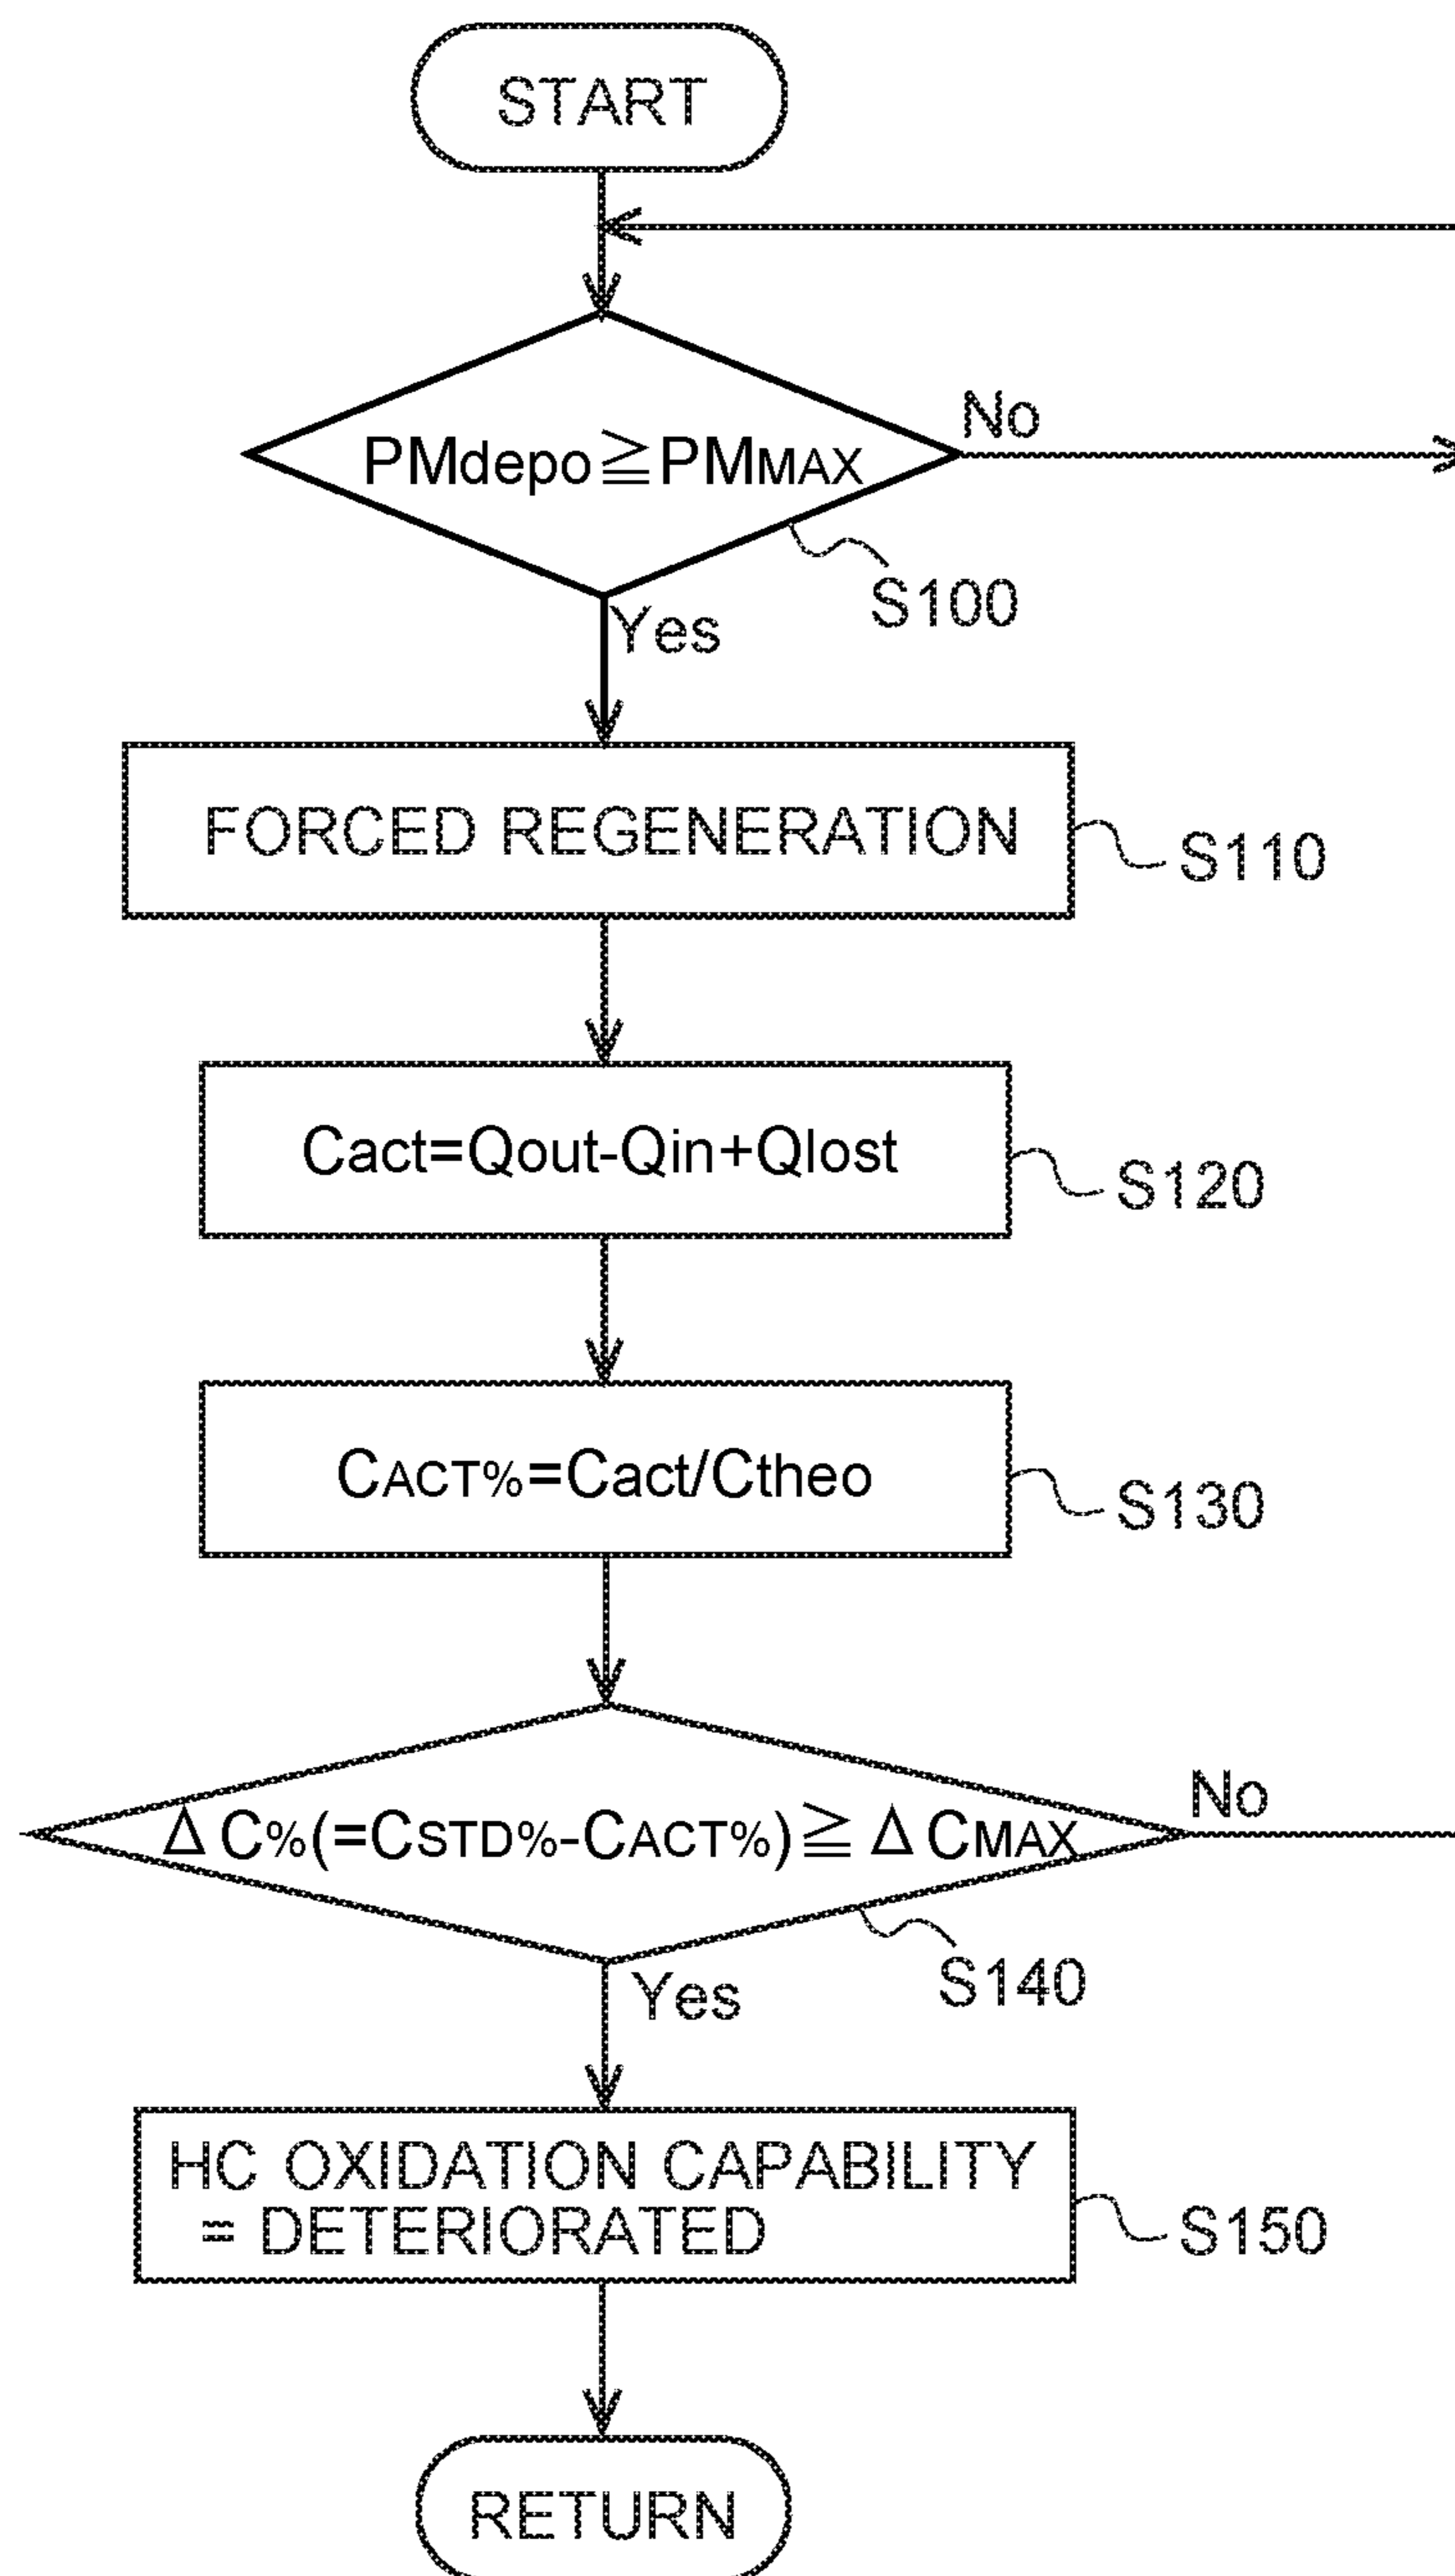 START
No
PMdepo≧PMMAX
S100
Yes
FORCED REGENERATION
S110
Cact=Qout-Qin+Qlost
S120
CACT%=Cact/Ctheo
S130
No
ΔC%(=CSTD%-CACT%)≧ΔCMAX
S140
Yes
HC OXIDATION CAPABILITY
= DETERIORATED
S150
RETURN